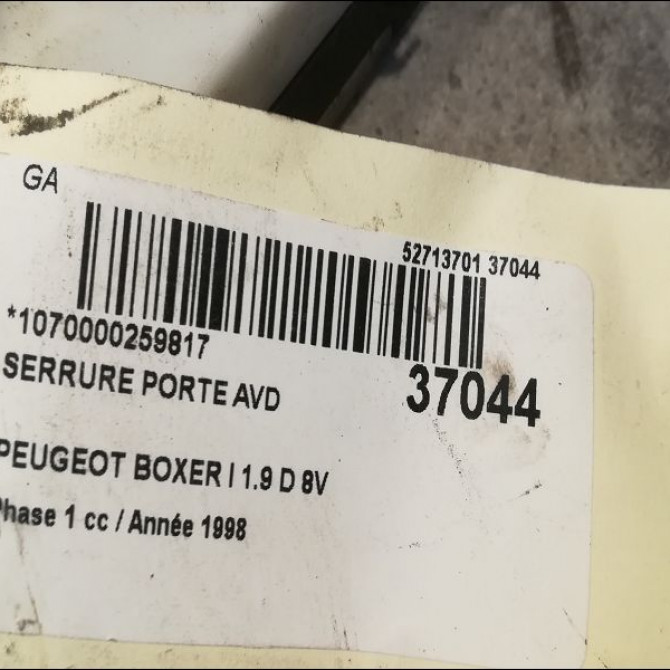 GA
52713701 37044
*1070000259817
37044
SERRURE PORTE AVD
PEUGEOT BOXER I 1.9 D 8V
Phase 1 cc / Année 1998